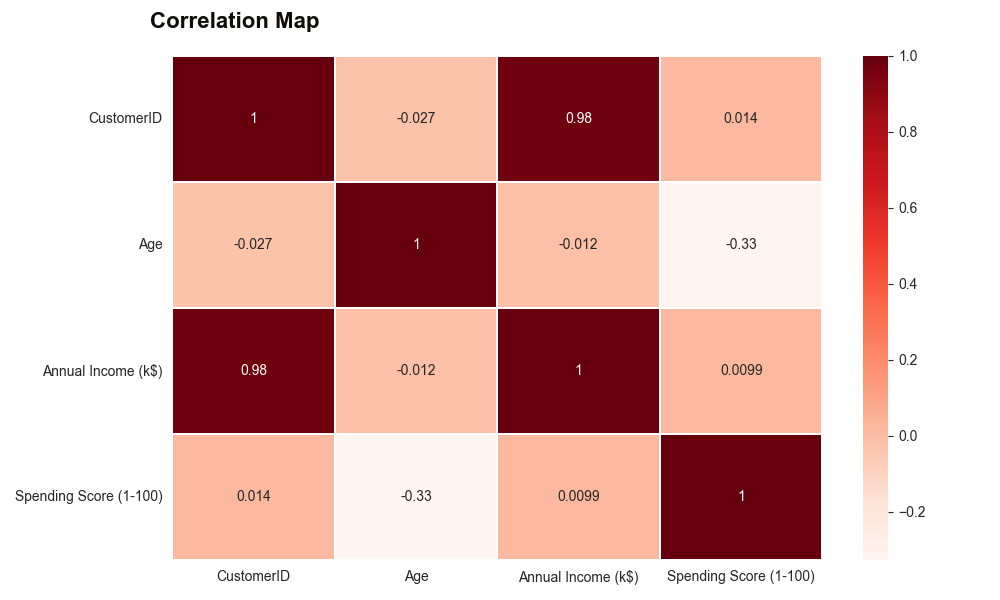 Correlation Map
CustomerID
1
-0.027
0.98
0.014
Age
-0.027
1
-0.012
-0.33
Annual Income (k$)
0.98
-0.012
1
0.0099
Spending Score (1-100)
0.014
-0.33
0.0099
1
CustomerID
Age
Annual Income (k$)
Spending Score (1-100)
1.0
0.8
0.6
0.4
0.2
0.0
−0.2